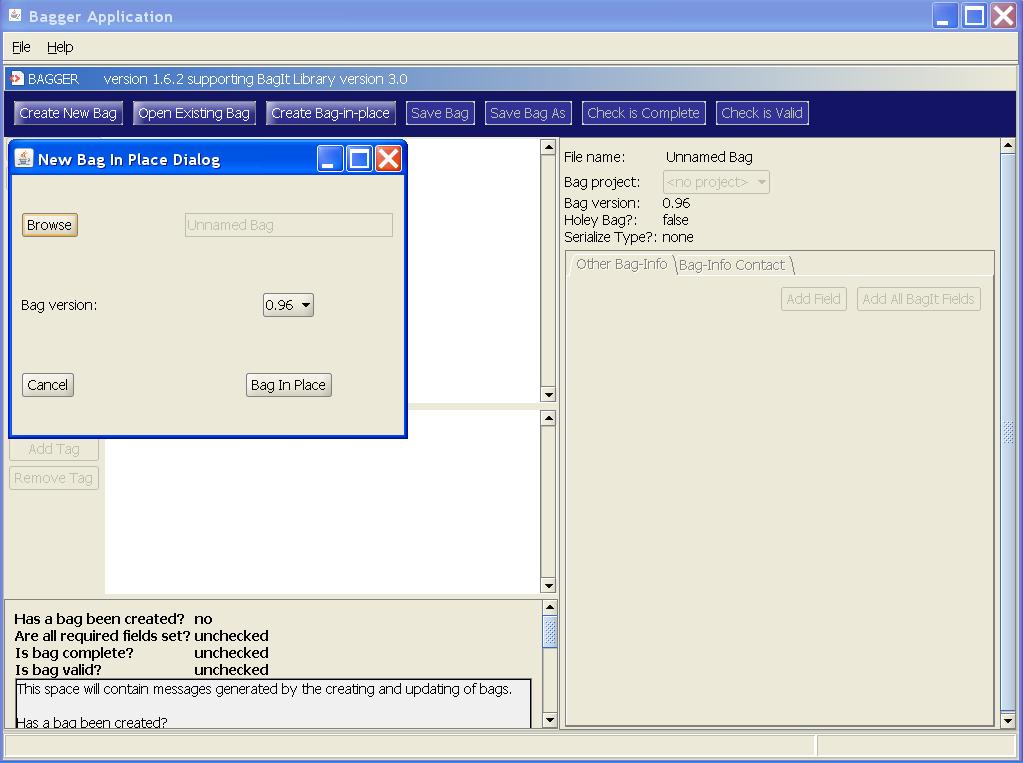 Bagger Application
File Help
BAGGER version 1.6.2 supporting BagIt Library version 3.0
Create New Bag Open Existing Bag Create Bag-in-place Save Bag Save Bag As Check is Complete Check is Valid
New Bag In Place Dialog
Browse Unnamed Bag
Bag version: 0.96
Cancel Bag In Place
Add Tag
Remove Tag
File name: Unnamed Bag
Bag project: <no project>
Bag version: 0.96
Holey Bag?: false
Serialize Type?: none
Other Bag-Info Bag-Info Contact
Add Field Add All BagIt Fields
Has a bag been created? no
Are all required fields set? unchecked
Is bag complete? unchecked
Is bag valid? unchecked
This space will contain messages generated by the creating and updating of bags.
Has a bag been created?